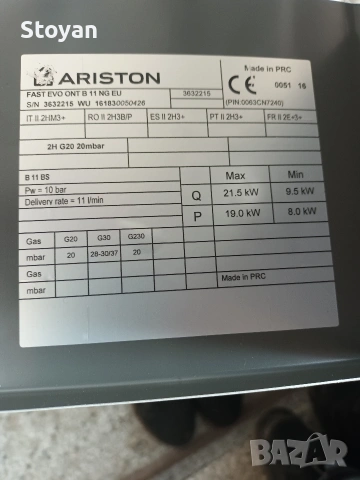 Stoyan
ARISTON
Made in PRC
CE 0051 16
(PIN:0063CN7240)
FAST EVO ONT B 11 NG EU
3632215
S/N 3632215 WU 161830050426
IT II 2HM3+ RO II 2H3B/P ES II 2H3+ PT II 2H3+ FR II 2E+3+
2H G20 20mbar
B 11 BS
Pw = 10 bar
Delivery rate = 11 l/min
Max Min
Q 21.5 kW 9.5 kW
P 19.0 kW 8.0 kW
Gas G20 G30 G230
mbar 20 28-30/37 20
Gas
mbar
Made in PRC
BAZAR